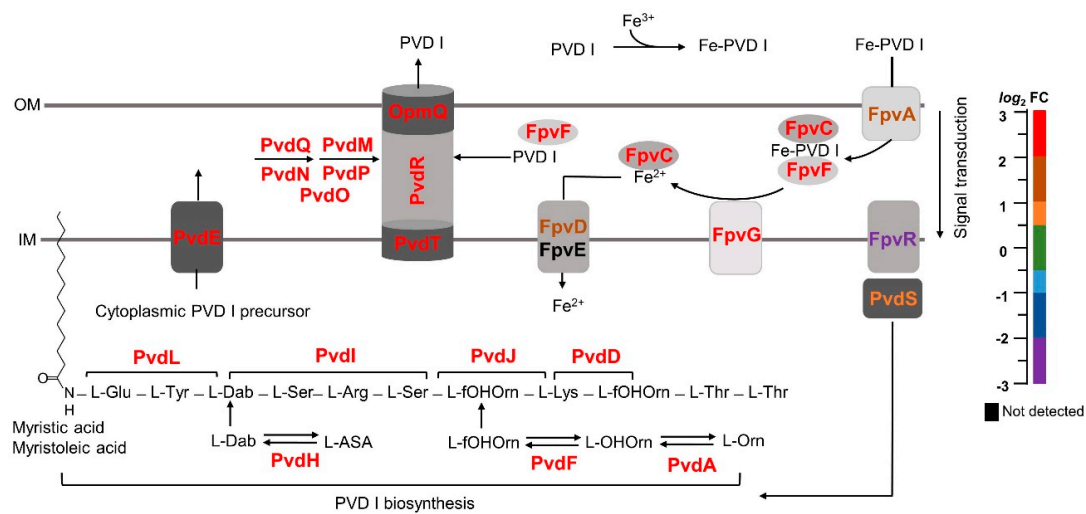 PVD I
PVD I
Fe³⁺
Fe-PVD I
Fe-PVD I
OM
OpmQ
FpvF
PVD I
FpvC
Fe²⁺
FpvC
Fe-PVD I
FpvF
FpvA
PvdQ
PvdM
PvdN
PvdP
PvdO
PvdR
Signal transduction
IM
PvdE
PvdT
FpvD
FpvE
FpvG
FpvR
PvdS
Cytoplasmic PVD I precursor
Fe²⁺
log₂ FC
3
2
1
0
-1
-2
-3
Not detected
PvdL
PvdI
PvdJ
PvdD
O
N
H
– L-Glu – L-Tyr – L-Dab – L-Ser – L-Arg – L-Ser – L-fOHOrn – L-Lys – L-fOHOrn – L-Thr – L-Thr
Myristic acid
Myristoleic acid
L-Dab
L-ASA
PvdH
L-fOHOrn
L-OHOrn
L-Orn
PvdF
PvdA
PVD I biosynthesis